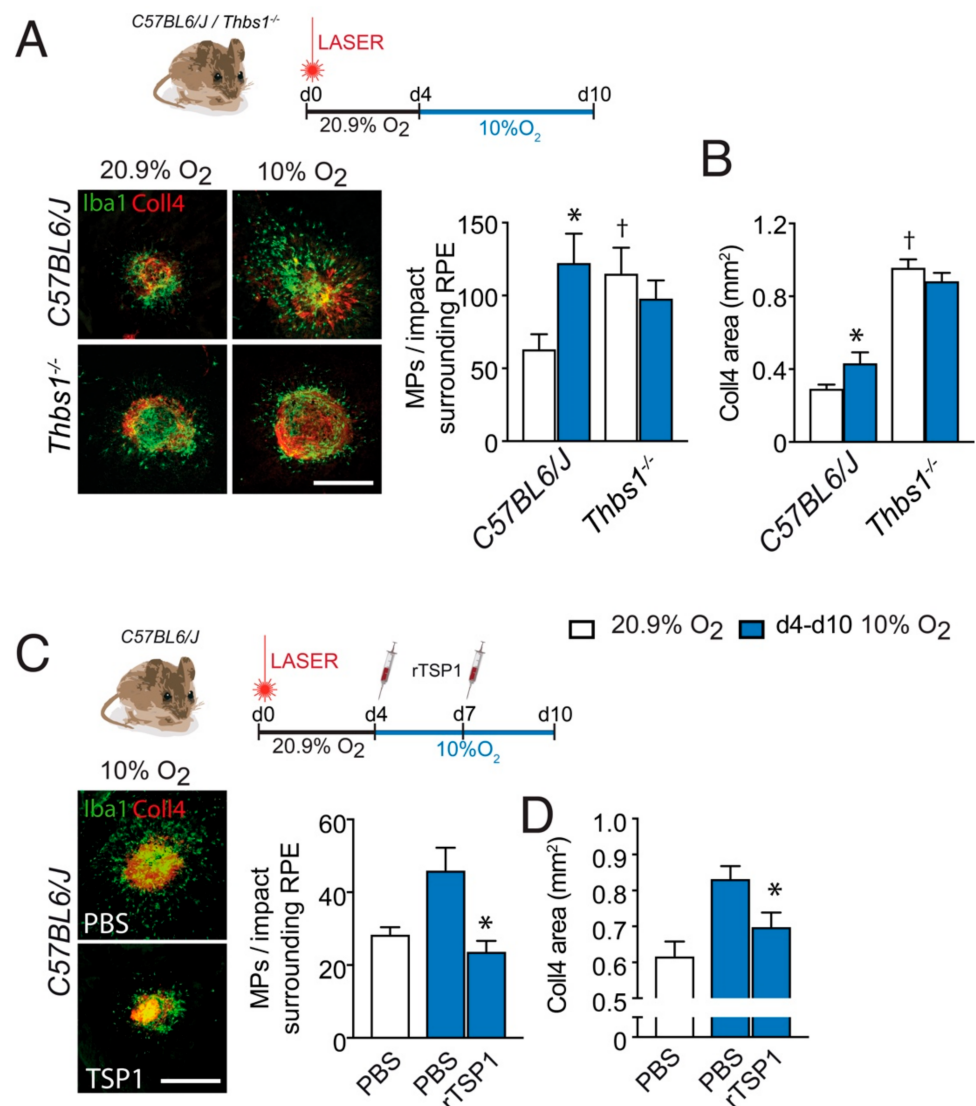 A
C57BL6/J / Thbs1-/-
LASER
d0 d4 d10
20.9% O2 10%O2
20.9% O2 10% O2
Iba1 Coll4
C57BL6/J
Thbs1-/-
MPs / impact
surrounding RPE
150
100
50
0
*
†
C57BL6/J Thbs1-/-
B
Coll4 area (mm2)
1.2
0.8
0.4
0
*
†
C57BL6/J Thbs1-/-
20.9% O2 d4-d10 10% O2
C
C57BL6/J
LASER
rTSP1
d0 d4 d7 d10
20.9% O2 10%O2
10% O2
Iba1 Coll4
PBS
TSP1
C57BL6/J
MPs / impact
surrounding RPE
60
40
20
0
*
PBS PBS rTSP1
D
Coll4 area (mm2)
1.0
0.9
0.8
0.7
0.6
0.5
0
*
PBS PBS rTSP1